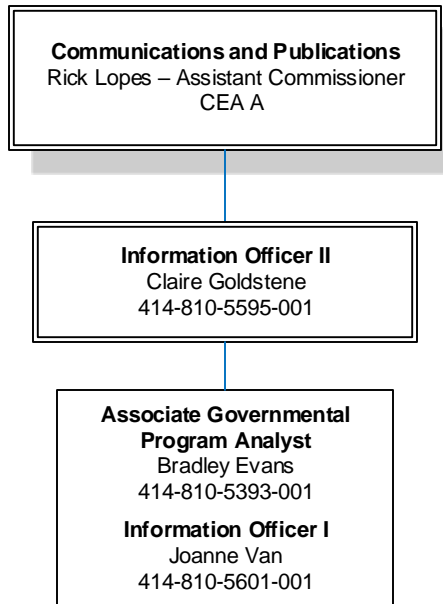 Communications and Publications
Rick Lopes – Assistant Commissioner
CEA A
Information Officer II
Claire Goldstene
414-810-5595-001
Associate Governmental
Program Analyst
Bradley Evans
414-810-5393-001
Information Officer I
Joanne Van
414-810-5601-001